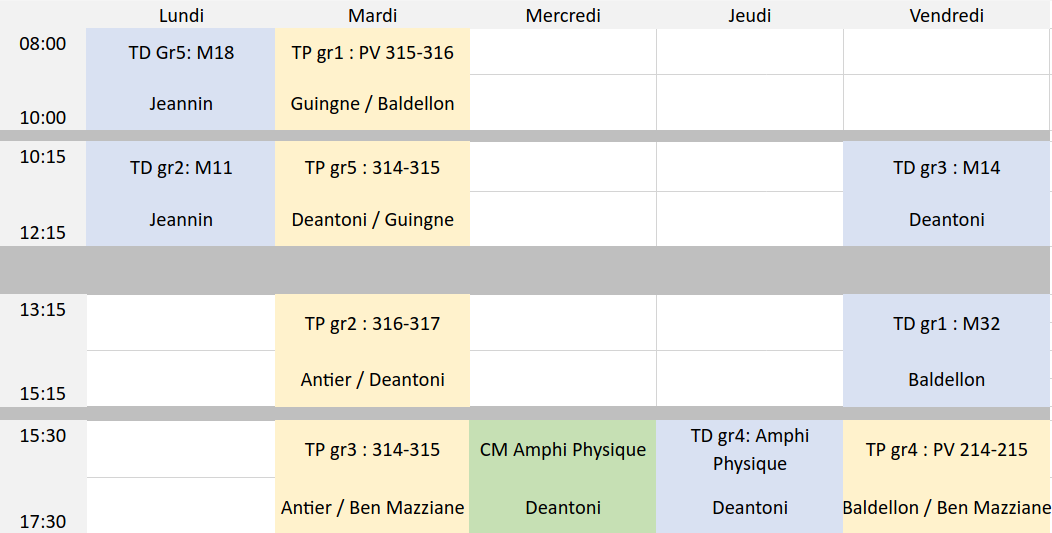 Lundi Mardi Mercredi Jeudi Vendredi
08:00 TD Gr5: M18 TP gr1 : PV 315-316
10:00 Jeannin Guingne / Baldellon
10:15 TD gr2: M11 TP gr5 : 314-315 TD gr3 : M14
12:15 Jeannin Deantoni / Guingne Deantoni
13:15 TP gr2 : 316-317 TD gr1 : M32
15:15 Antier / Deantoni Baldellon
15:30 TP gr3 : 314-315 CM Amphi Physique TD gr4: Amphi Physique TP gr4 : PV 214-215
17:30 Antier / Ben Mazziane Deantoni Deantoni Baldellon / Ben Mazziane